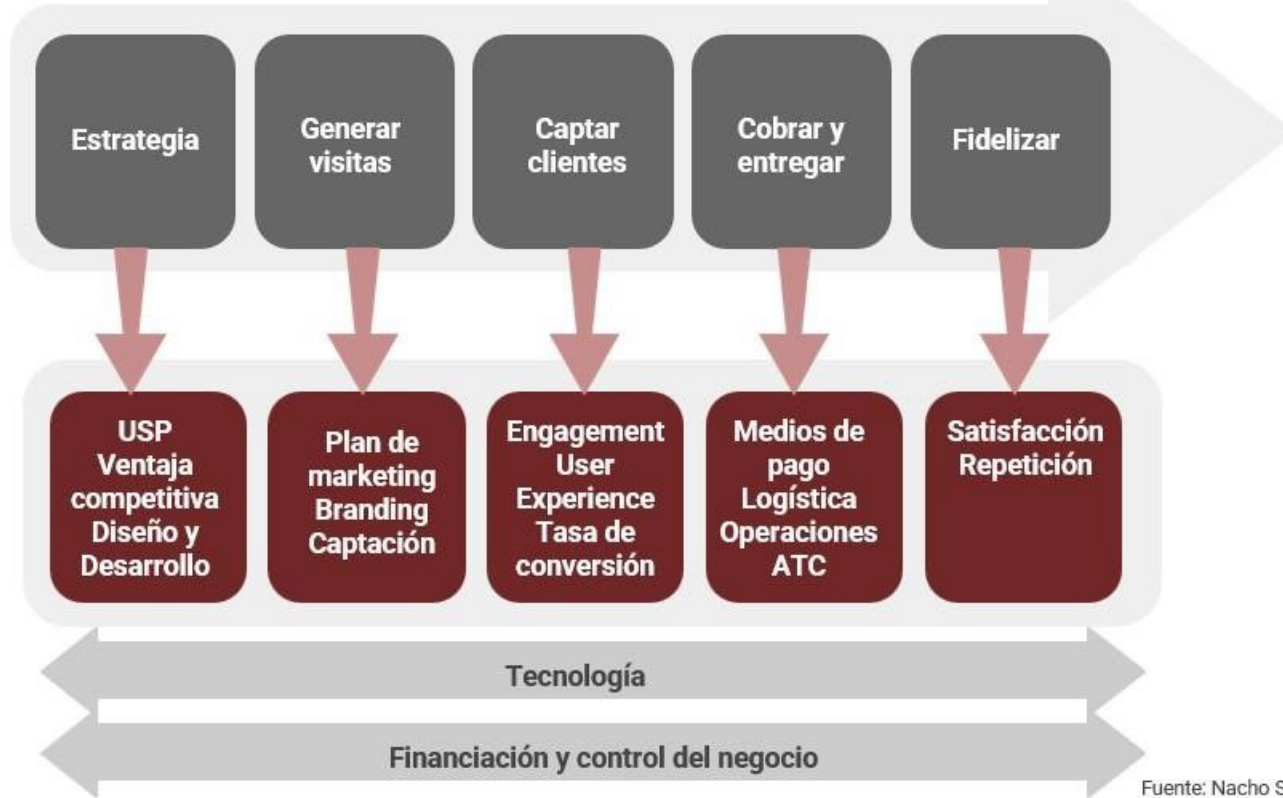 Estrategia
Generar
visitas
Captar
clientes
Cobrar y
entregar
Fidelizar
USP
Ventaja
competitiva
Diseño y
Desarrollo
Plan de
marketing
Branding
Captación
Engagement
User
Experience
Tasa de
conversión
Medios de
pago
Logística
Operaciones
ATC
Satisfacción
Repetición
Tecnología
Financiación y control del negocio
Fuente: Nacho S